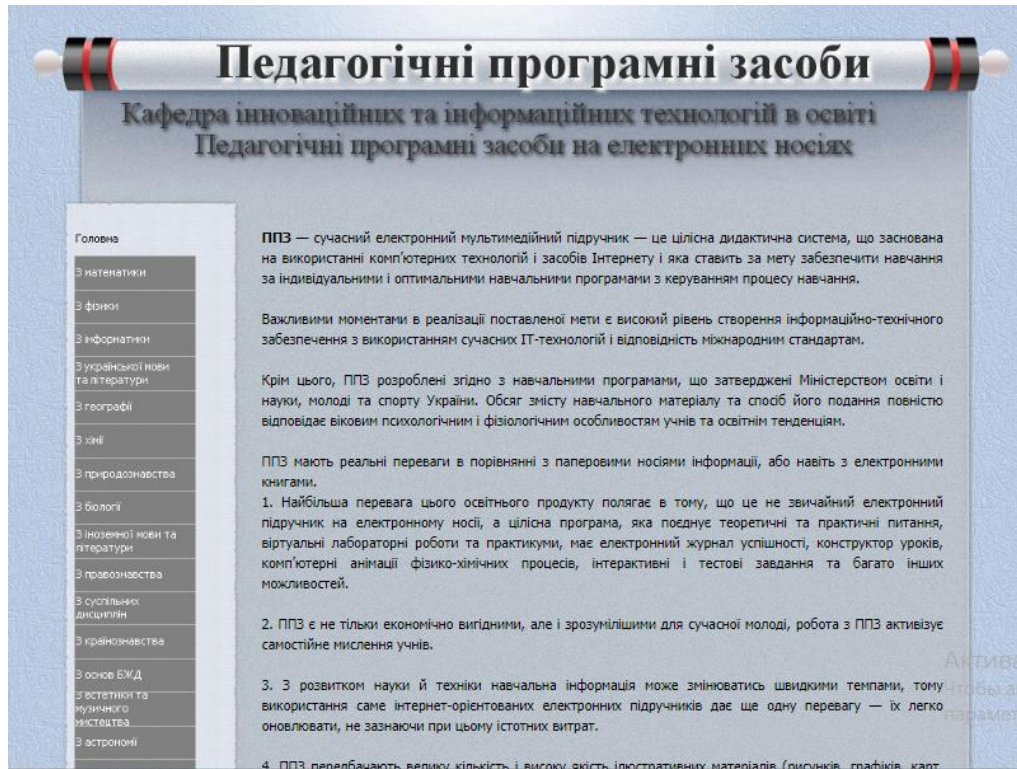 Педагогічні програмні засоби
Кафедра інноваційних та інформаційних технологій в освіті
Педагогічні програмні засоби на електронних носіях
Головна
З математики
З фізики
З інформатики
З української мови
та літератури
З географії
З хімії
З природознавства
З біології
З іноземної мови та
літератури
З правознавства
З суспільних
дисциплін
З країнознавства
З основ БЖД
З естетики та
музичного
мистецтва
З астрономії
ППЗ — сучасний електронний мультимедійний підручник — це цілісна дидактична система, що заснована
на використанні комп'ютерних технологій і засобів Інтернету і яка ставить за мету забезпечити навчання
за індивідуальними і оптимальними навчальними програмами з керуванням процесу навчання.
Важливими моментами в реалізації поставленої мети є високий рівень створення інформаційно-технічного
забезпечення з використанням сучасних ІТ-технологій і відповідність міжнародним стандартам.
Крім цього, ППЗ розроблені згідно з навчальними програмами, що затверджені Міністерством освіти і
науки, молоді та спорту України. Обсяг змісту навчального матеріалу та спосіб його подання повністю
відповідає віковим психологічним і фізіологічним особливостям учнів та освітнім тенденціям.
ППЗ мають реальні переваги в порівнянні з паперовими носіями інформації, або навіть з електронними
книгами.
1. Найбільша перевага цього освітнього продукту полягає в тому, що це не звичайний електронний
підручник на електронному носії, а цілісна програма, яка поєднує теоретичні та практичні питання,
віртуальні лабораторні роботи та практикуми, має електронний журнал успішності, конструктор уроків,
комп'ютерні анімації фізико-хімічних процесів, інтерактивні і тестові завдання та багато інших
можливостей.
2. ППЗ є не тільки економічно вигідними, але і зрозумілішими для сучасної молоді, робота з ППЗ активізує
самостійне мислення учнів.
3. З розвитком науки й техніки навчальна інформація може змінюватись швидкими темпами, тому
використання саме інтернет-орієнтованих електронних підручників дає ще одну перевагу — їх легко
оновлювати, не зазнаючи при цьому істотних витрат.
4. ППЗ передбачають велику кількість і високу якість ілюстративних матеріалів (рисунків, графіків, карт,
Актива
Чтобы а
парамет